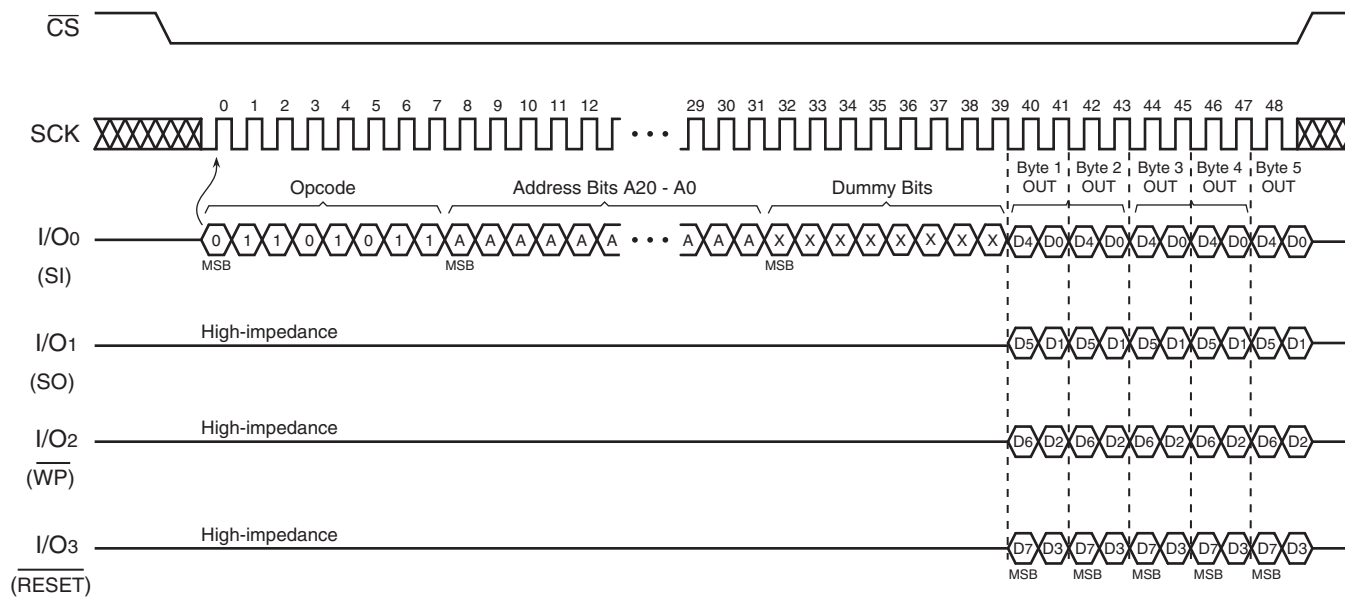 CS
SCK
0 1 2 3 4 5 6 7 8 9 10 11 12 29 30 31 32 33 34 35 36 37 38 39 40 41 42 43 44 45 46 47 48
• • •
Opcode
Address Bits A20 - A0
Dummy Bits
Byte 1 OUT
Byte 2 OUT
Byte 3 OUT
Byte 4 OUT
Byte 5 OUT
I/O0
(SI)
0 1 1 0 1 0 1 1 A A A A A A • • • A A A X X X X X X X X D4 D0 D4 D0 D4 D0 D4 D0 D4 D0
MSB MSB MSB
I/O1
(SO)
High-impedance
D5 D1 D5 D1 D5 D1 D5 D1 D5 D1
I/O2
(WP)
High-impedance
D6 D2 D6 D2 D6 D2 D6 D2 D6 D2
I/O3
(RESET)
High-impedance
D7 D3 D7 D3 D7 D3 D7 D3 D7 D3
MSB MSB MSB MSB MSB